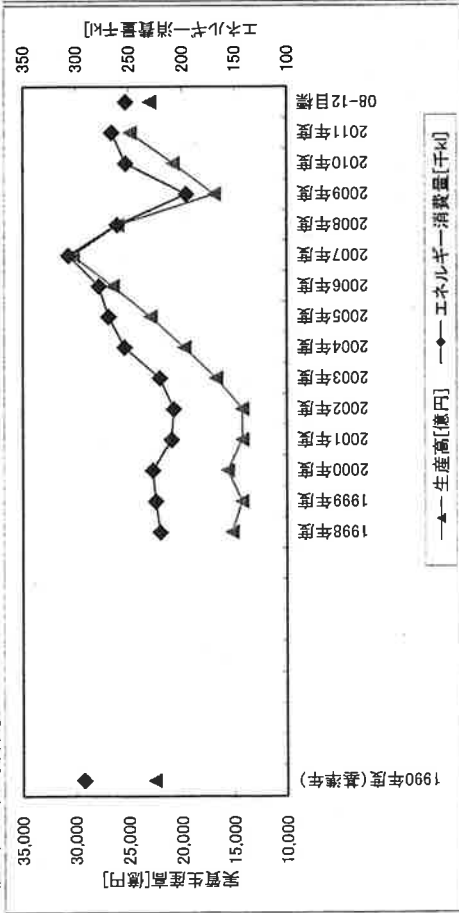 実質生産高[億円]
35,000
30,000
25,000
20,000
15,000
10,000
エネルギー消費量千kl]
350
300
250
200
150
100
1990年度(基準年)
1998年度
1999年度
2000年度
2001年度
2002年度
2003年度
2004年度
2005年度
2006年度
2007年度
2008年度
2009年度
2010年度
2011年度
08-12目標
生産高[億円]
エネルギー消費量[千kl]